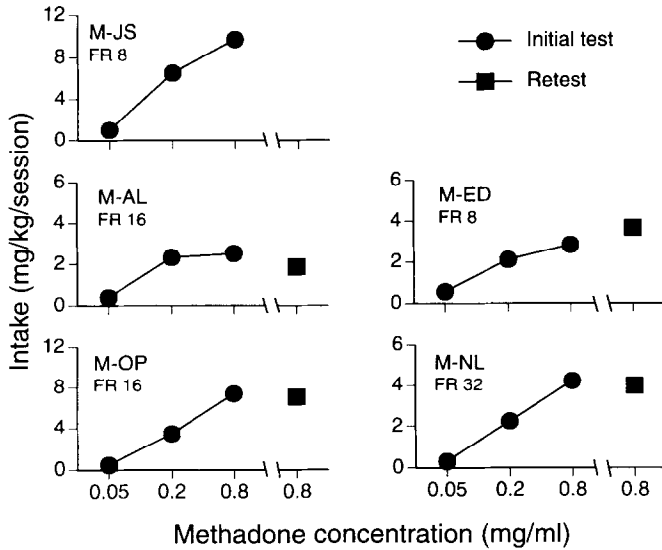 M-JS
FR 8
12
8
4
0
Initial test
Retest
Intake (mg/kg/session)
M-AL
FR 16
6
4
2
0
M-ED
FR 8
6
4
2
0
M-OP
FR 16
12
8
4
0
0.05
0.2
0.8
0.8
M-NL
FR 32
6
4
2
0
0.05
0.2
0.8
0.8
Methadone concentration (mg/ml)